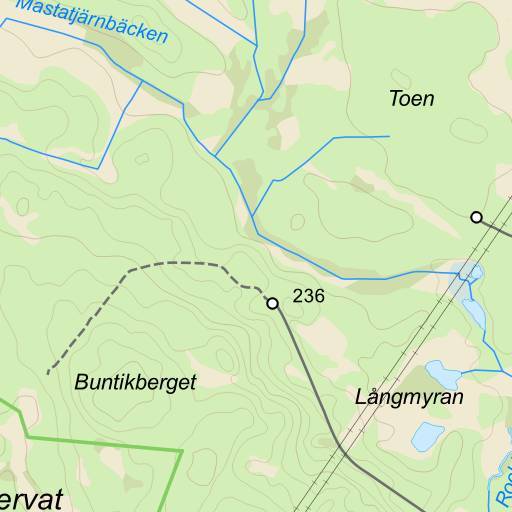 Mastatjärnbäcken
Toen
236
Buntikberget
Långmyran
ervat